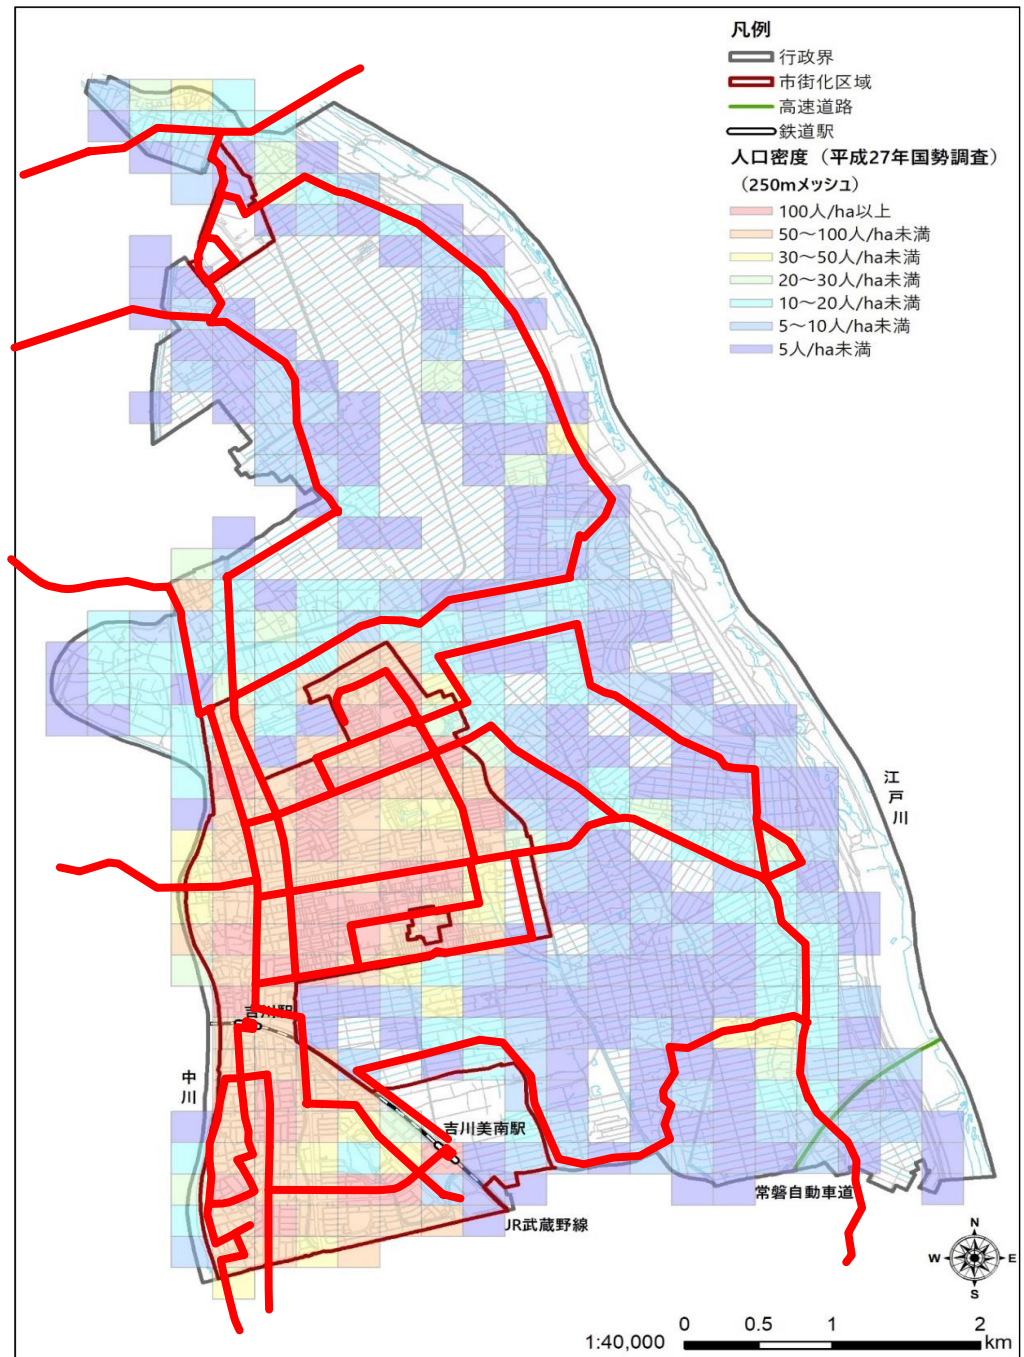 凡例
行政界
市街化区域
高速道路
鉄道駅
人口密度（平成27年国勢調査）
（250mメッシュ）
100人/ha以上
50～100人/ha未満
30～50人/ha未満
20～30人/ha未満
10～20人/ha未満
5～10人/ha未満
5人/ha未満
江戸川
吉川駅
中川
吉川美南駅
常磐自動車道
JR武蔵野線
N
W
E
S
0 0.5 1 2
1:40,000
km